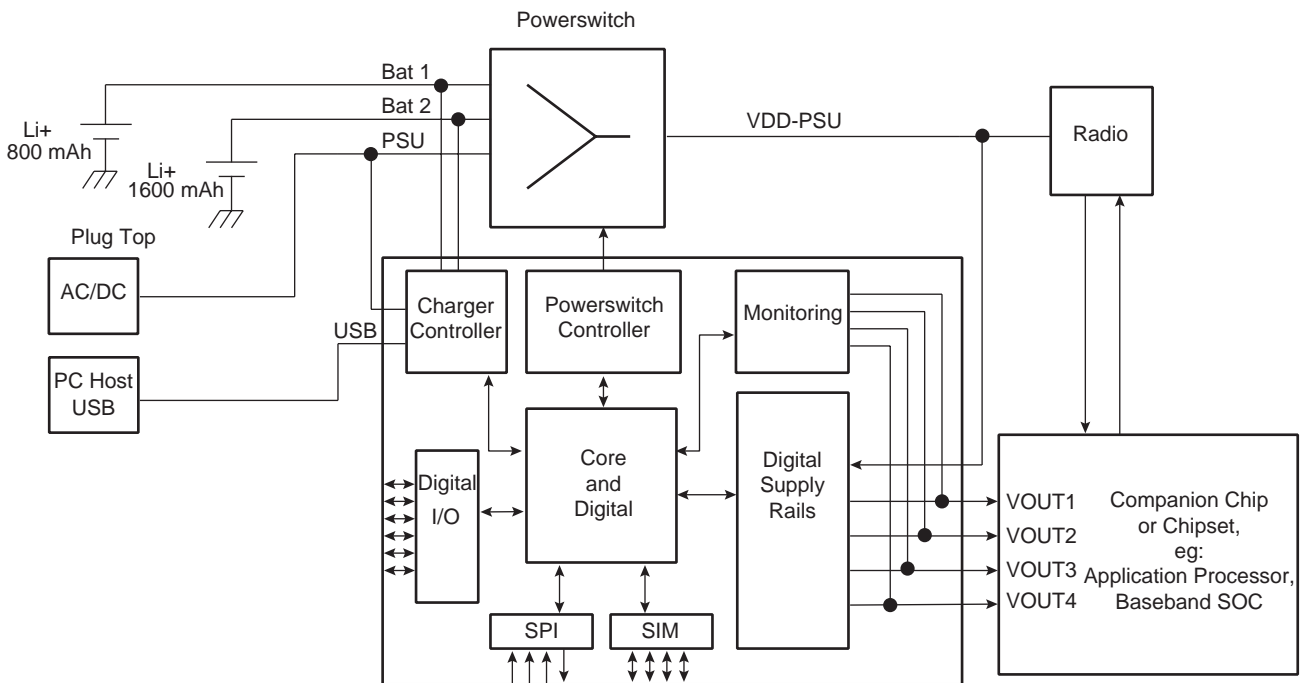 Powerswitch
Bat 1
Bat 2
PSU
VDD-PSU
Radio
Li+
800 mAh
Li+
1600 mAh
Plug Top
AC/DC
PC Host
USB
USB
Charger
Controller
Powerswitch
Controller
Monitoring
Digital
I/O
Core
and
Digital
Digital
Supply
Rails
SPI
SIM
VOUT1
VOUT2
VOUT3
VOUT4
Companion Chip
or Chipset,
eg:
Application Processor,
Baseband SOC